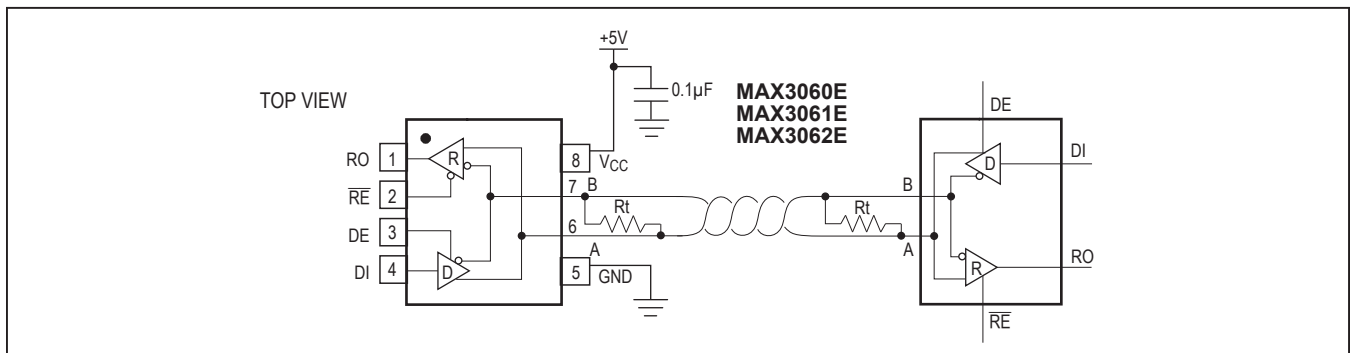 +5V
0.1µF
MAX3060E
MAX3061E
MAX3062E
TOP VIEW
DE
RO 1
R
8 VCC
D
DI
RE 2
7 B
B
Rt
Rt
DE 3
6
A
A
DI 4
D
5 GND
R
RO
RE